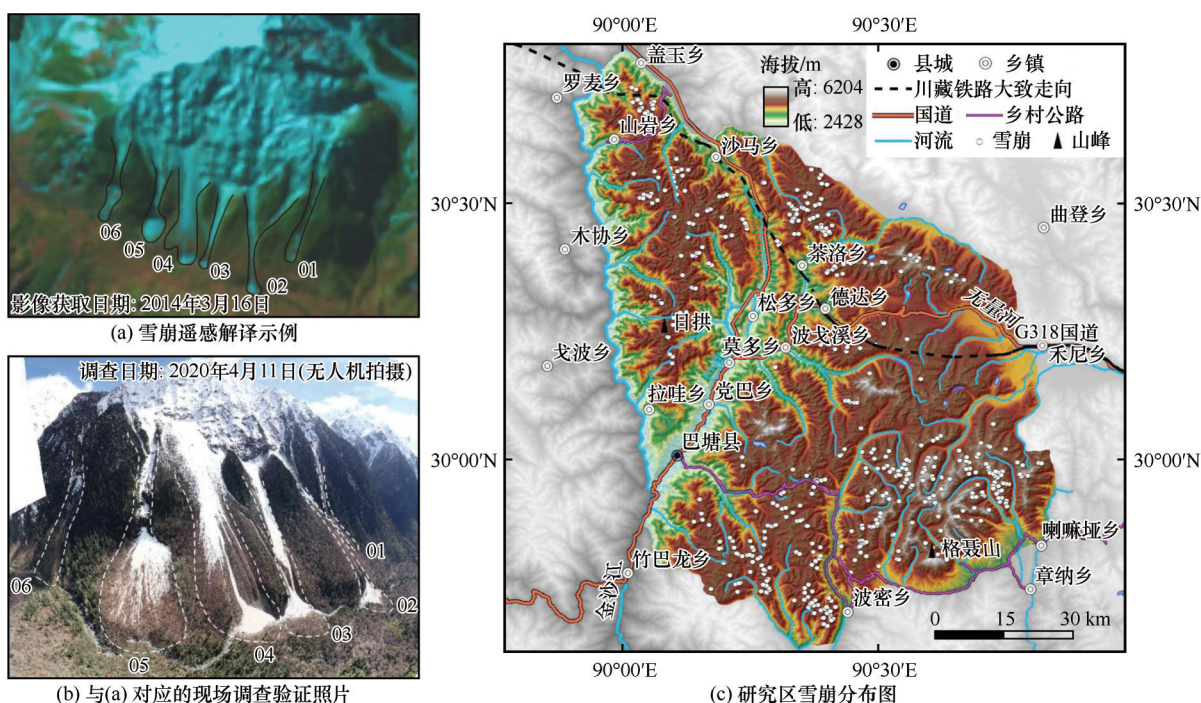 06
05
04
03
02
01
影像获取日期: 2014年3月16日
(a) 雪崩遥感解译示例
调查日期: 2020年4月11日(无人机拍摄)
06
05
04
03
02
01
(b) 与(a) 对应的现场调查验证照片
90°00′E
90°30′E
30°30′N
30°00′N
海拔/m
高: 6204
低: 2428
县城
乡镇
川藏铁路大致走向
国道
乡村公路
河流
雪崩
山峰
盖玉乡
罗麦乡
山岩乡
沙马乡
曲登乡
木协乡
茶洛乡
松多乡
德达乡
无量河
日拱
G318国道
戈波乡
莫多乡
波戈溪乡
禾尼乡
拉哇乡
党巴乡
巴塘县
喇嘛垭乡
格聂山
竹巴龙乡
章纳乡
金沙江
波密乡
0
15
30 km
90°00′E
90°30′E
(c) 研究区雪崩分布图